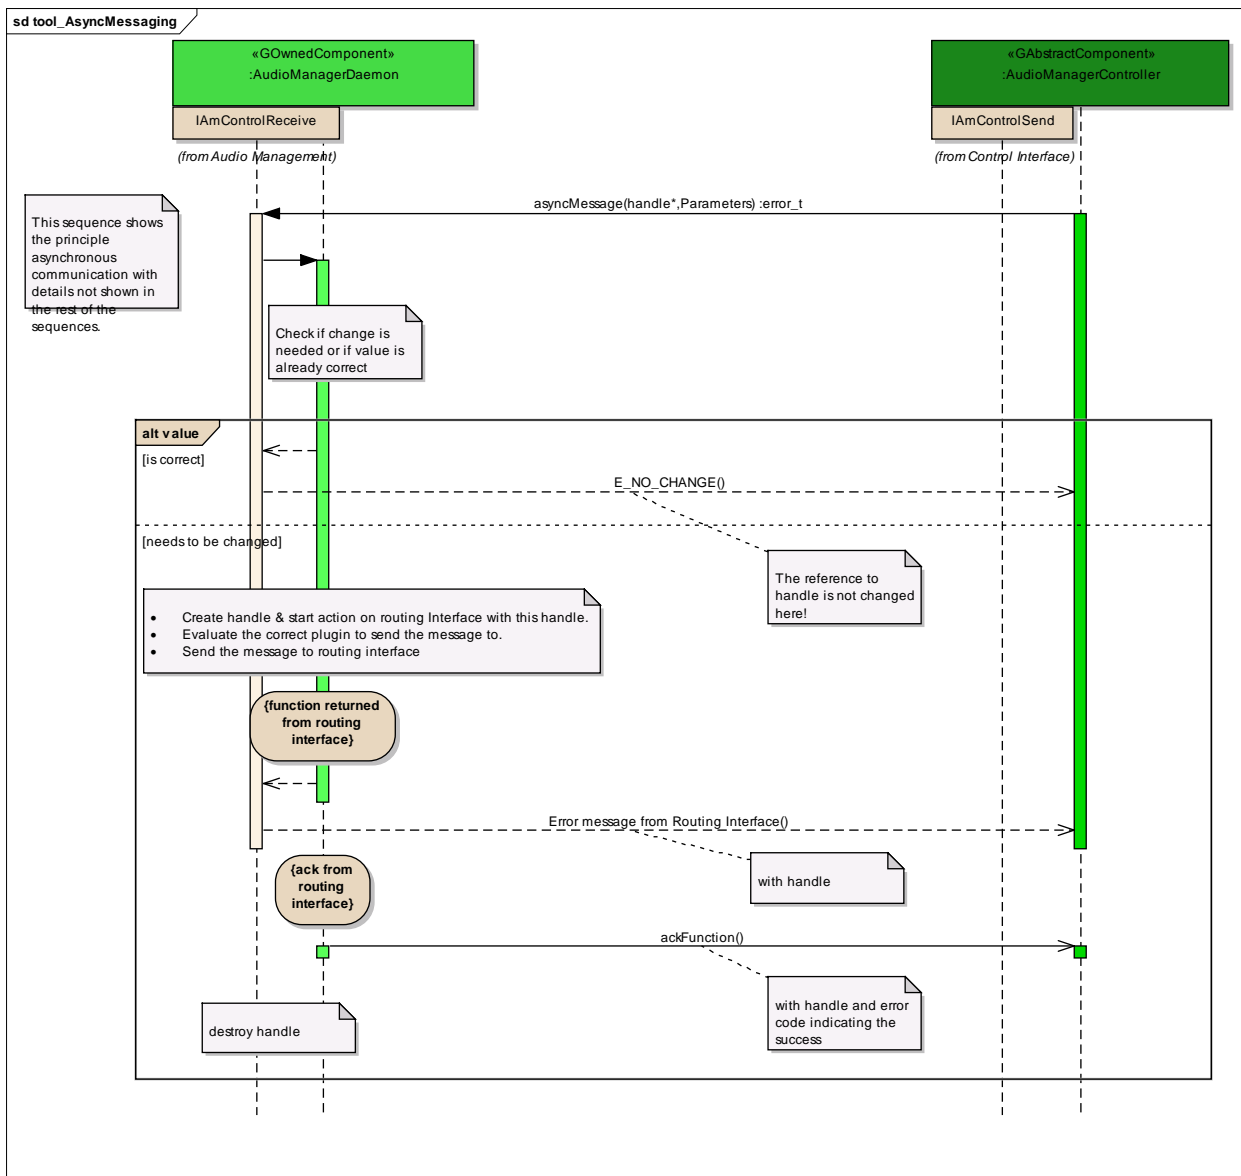 sd tool_AsyncMessaging
«GOwnedComponent»
:AudioManagerDaemon
«GAbstractComponent»
:AudioManagerController
IAmControlReceive
IAmControlSend
(from Audio Management)
(from Control Interface)
This sequence shows
the principle
asynchronous
communication with
details not shown in
the rest of the
sequences.
asyncMessage(handle*,Parameters) :error_t
Check if change is
needed or if value is
already correct
alt value
[is correct]
E_NO_CHANGE()
[needs to be changed]
The reference to
handle is not changed
here!
• Create handle & start action on routing Interface with this handle.
• Evaluate the correct plugin to send the message to.
• Send the message to routing interface
{function returned
from routing
interface}
Error message from Routing Interface()
with handle
{ack from
routing
interface}
ackFunction()
with handle and error
code indicating the
success
destroy handle